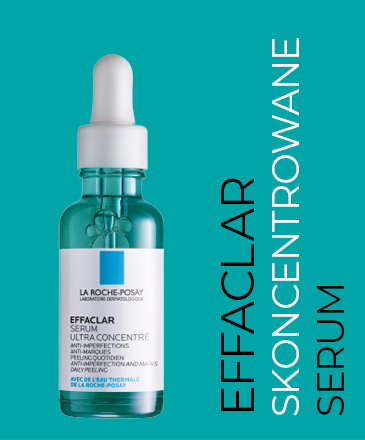 LA ROCHE-POSAY
LABORATOIRE DERMATOLOGIQUE
EFFACLAR
SERUM
ULTRA CONCENTRÉ
ANTI-IMPERFECTIONS
ANTI-MARQUES
PEELING QUOTIDIEN
ANTI-IMPERFECTION AND MARKS
DAILY PEELING
AVEC DE L'EAU THERMALE
DE LA ROCHE-POSAY
EFFACLAR
SKONCENTROWANE
SERUM